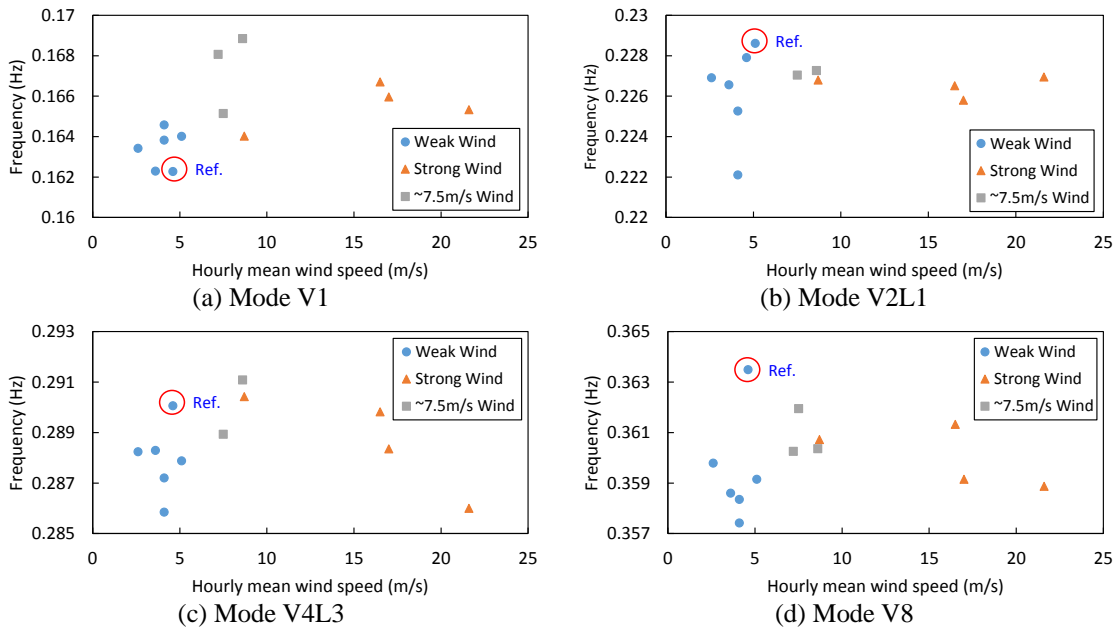 0.17
0.168
0.166
0.164
0.162
0.16
Frequency (Hz)
Ref.
Weak Wind
Strong Wind
~7.5m/s Wind
0 5 10 15 20 25
Hourly mean wind speed (m/s)
(a) Mode V1
0.23
0.228
0.226
0.224
0.222
0.22
Frequency (Hz)
Ref.
Weak Wind
Strong Wind
~7.5m/s Wind
0 5 10 15 20 25
Hourly mean wind speed (m/s)
(b) Mode V2L1
0.293
0.291
0.289
0.287
0.285
Frequency (Hz)
Ref.
Weak Wind
Strong Wind
~7.5m/s Wind
0 5 10 15 20 25
Hourly mean wind speed (m/s)
(c) Mode V4L3
0.365
0.363
0.361
0.359
0.357
Frequency (Hz)
Ref.
Weak Wind
Strong Wind
~7.5m/s Wind
0 5 10 15 20 25
Hourly mean wind speed (m/s)
(d) Mode V8